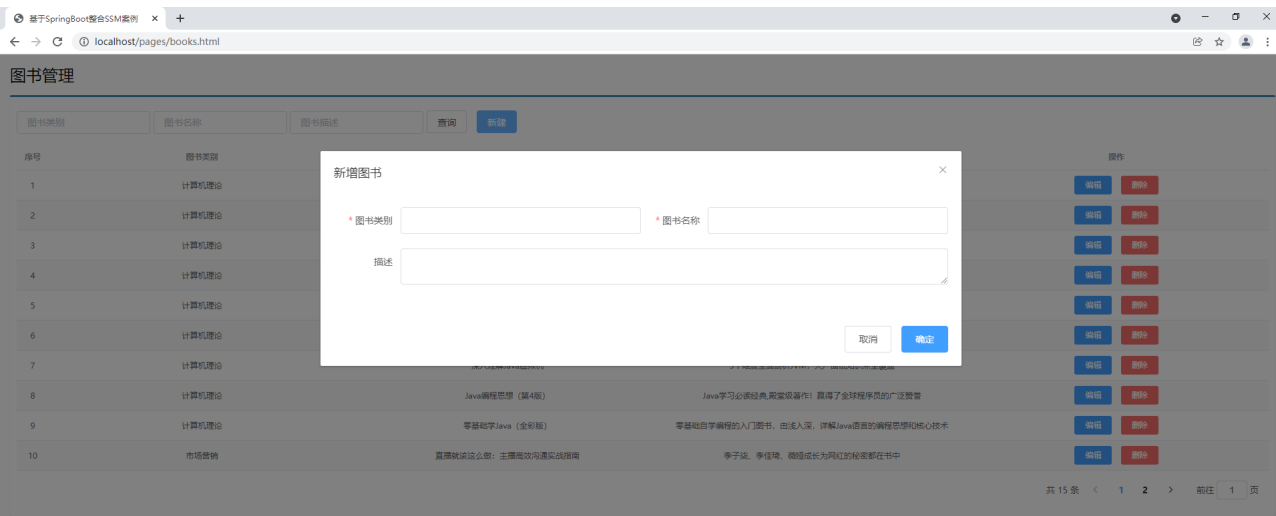 基于SpringBoot整合SSM案例
localhost/pages/books.html
图书管理
图书类别 图书名称 图书描述 查询 新建
序号 图书类别 操作
新增图书
1 计算机理论 编辑 删除
2 计算机理论 编辑 删除
* 图书类别 * 图书名称
3 计算机理论 编辑 删除
描述
4 计算机理论 编辑 删除
5 计算机理论 编辑 删除
6 计算机理论 编辑 删除
取消 确定
7 计算机理论 编辑 删除
8 计算机理论 Java编程思想（第4版） Java学习必读经典,殿堂级著作！赢得了全球程序员的广泛赞誉 编辑 删除
9 计算机理论 零基础学Java（全彩版） 零基础自学编程的入门图书，由浅入深，详解Java语言的编程思想和核心技术 编辑 删除
10 市场营销 直播就该这么做：主播高效沟通实战指南 李子柒、李佳琦、薇娅成长为网红的秘密都在书中 编辑 删除
共 15 条 1 2 前往 1 页